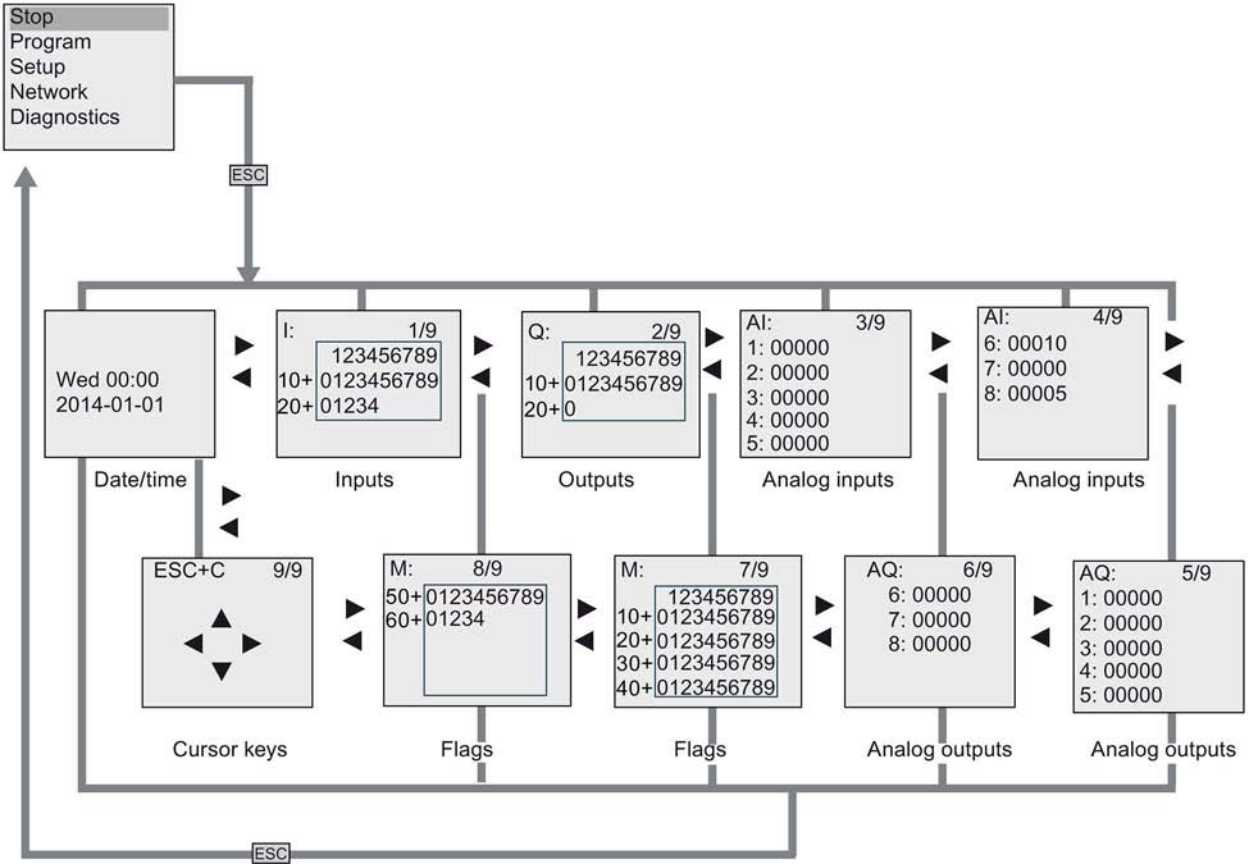 Stop
Program
Setup
Network
Diagnostics
ESC
Wed 00:00
2014-01-01
Date/time
I: 1/9
123456789
10+ 0123456789
20+ 01234
Inputs
Q: 2/9
123456789
10+ 0123456789
20+ 0
Outputs
AI: 3/9
1: 00000
2: 00000
3: 00000
4: 00000
5: 00000
Analog inputs
AI: 4/9
6: 00010
7: 00000
8: 00005
Analog inputs
ESC+C 9/9
Cursor keys
M: 8/9
50+ 0123456789
60+ 01234
Flags
M: 7/9
123456789
10+ 0123456789
20+ 0123456789
30+ 0123456789
40+ 0123456789
Flags
AQ: 6/9
6: 00000
7: 00000
8: 00000
Analog outputs
AQ: 5/9
1: 00000
2: 00000
3: 00000
4: 00000
5: 00000
Analog outputs
ESC